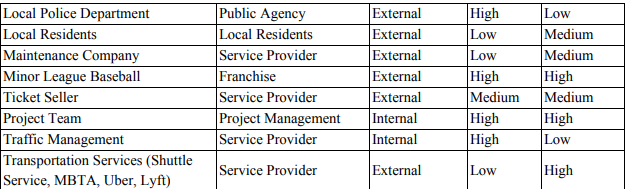 Local Police Department Public Agency External High Low
Local Residents Local Residents External Low Medium
Maintenance Company Service Provider External Low Medium
Minor League Baseball Franchise External High High
Ticket Seller Service Provider External Medium Medium
Project Team Project Management Internal High High
Traffic Management Service Provider Internal High Low
Transportation Services (Shuttle
Service, MBTA, Uber, Lyft) Service Provider External Low High